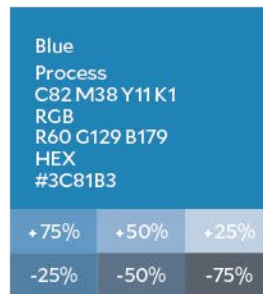 Blue
Process
C82 M38 Y11 K1
RGB
R60 G129 B179
HEX
#3C81B3
+75% +50% +25%
-25% -50% -75%